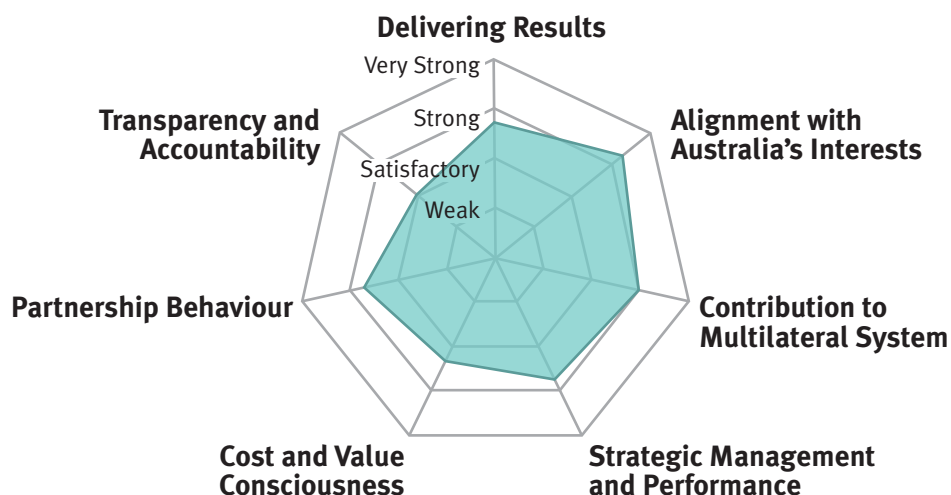 Delivering Results
Very Strong
Strong
Satisfactory
Weak
Transparency and
Accountability
Alignment with
Australia’s Interests
Partnership Behaviour
Contribution to
Multilateral System
Cost and Value
Consciousness
Strategic Management
and Performance